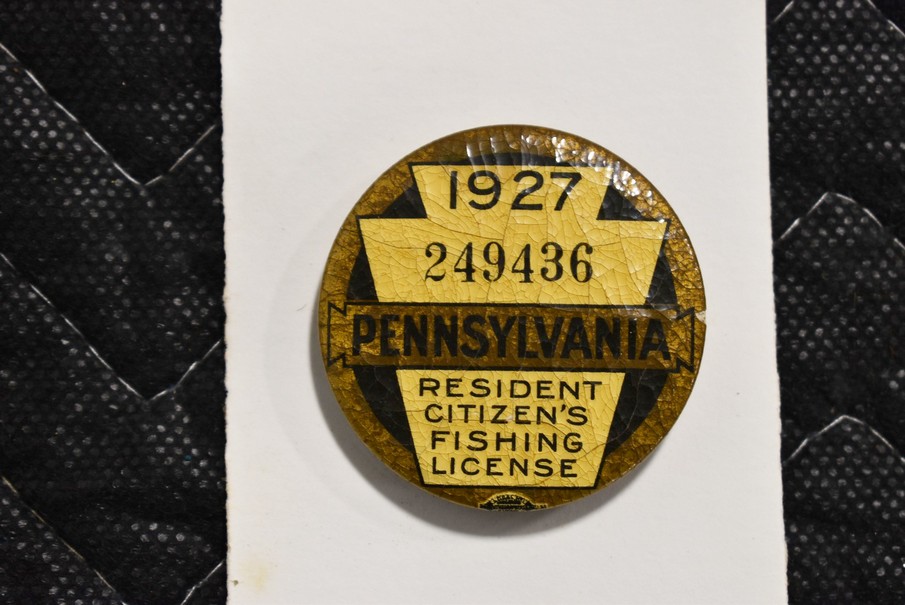 1927
249436
PENNSYLVANIA
RESIDENT
CITIZEN'S
FISHING
LICENSE